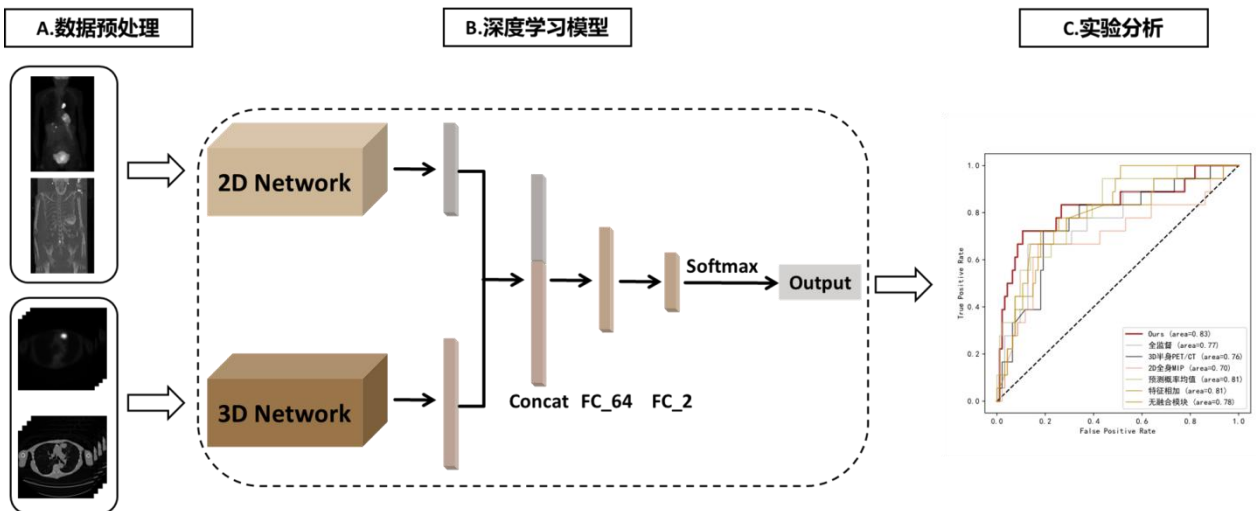 A.数据预处理
B.深度学习模型
C.实验分析
2D Network
3D Network
Concat
FC_64
FC_2
Softmax
Output
True Positive Rate
1.0
0.8
0.6
0.4
0.2
0.0
Ours (area=0.83)
全监督 (area=0.77)
3D半身PET/CT (area=0.76)
2D全身MIP (area=0.70)
预测概率均值 (area=0.81)
特征相加 (area=0.81)
无融合模块 (area=0.78)
0.0 0.2 0.4 0.6 0.8 1.0
False Positive Rate